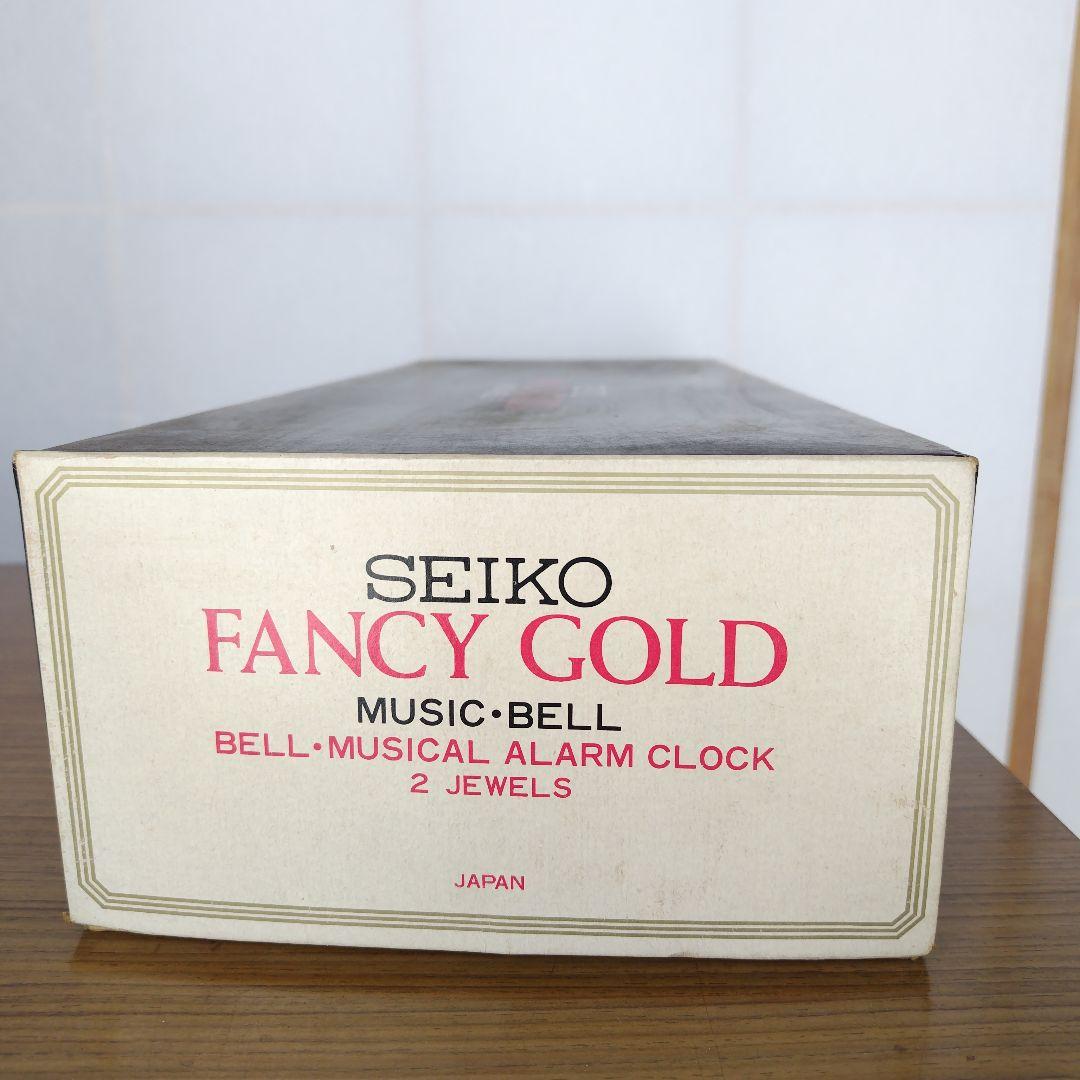 SEIKO
FANCY GOLD
MUSIC•BELL
BELL•MUSICAL ALARM CLOCK
2 JEWELS
JAPAN